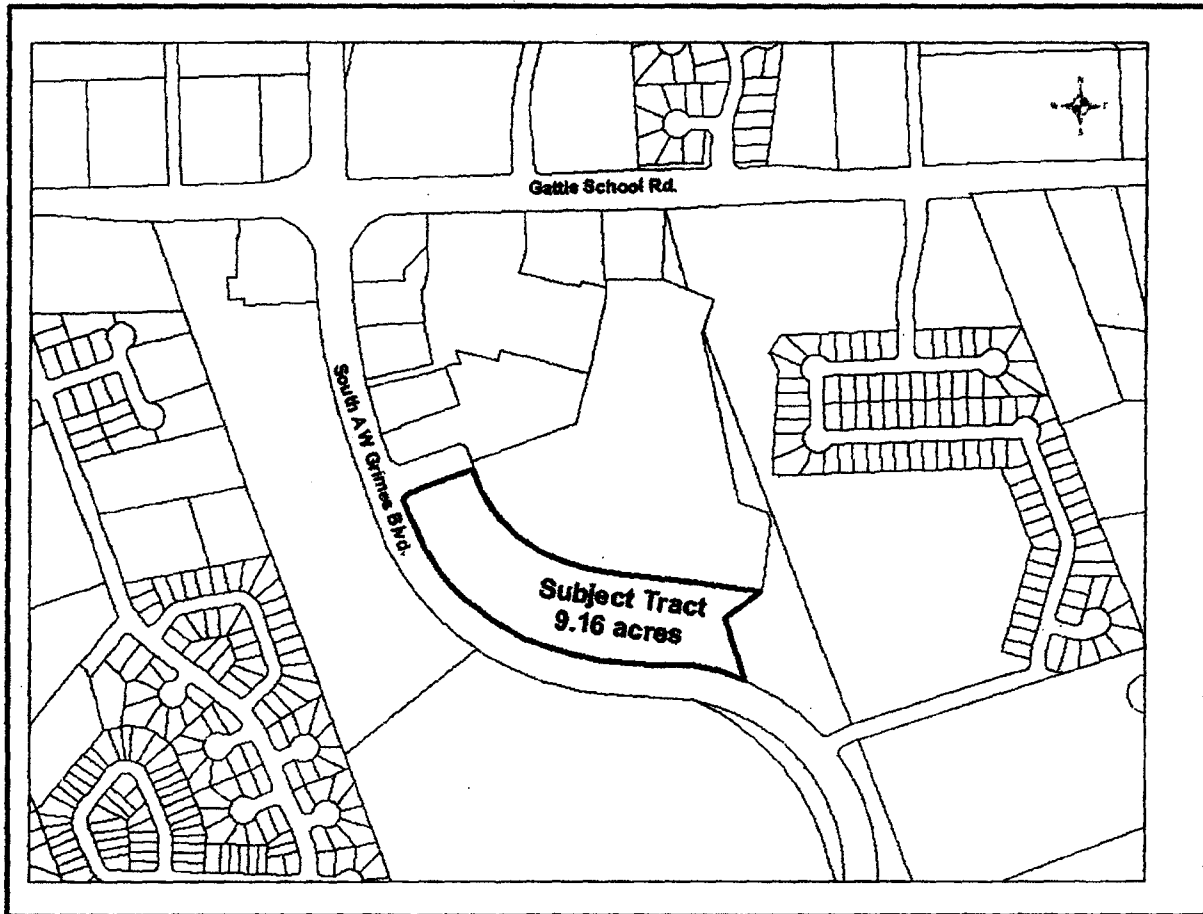 N
W
S
Gattis School Rd.
South A W Grimes Blvd.
Subject Tract
9.16 acres